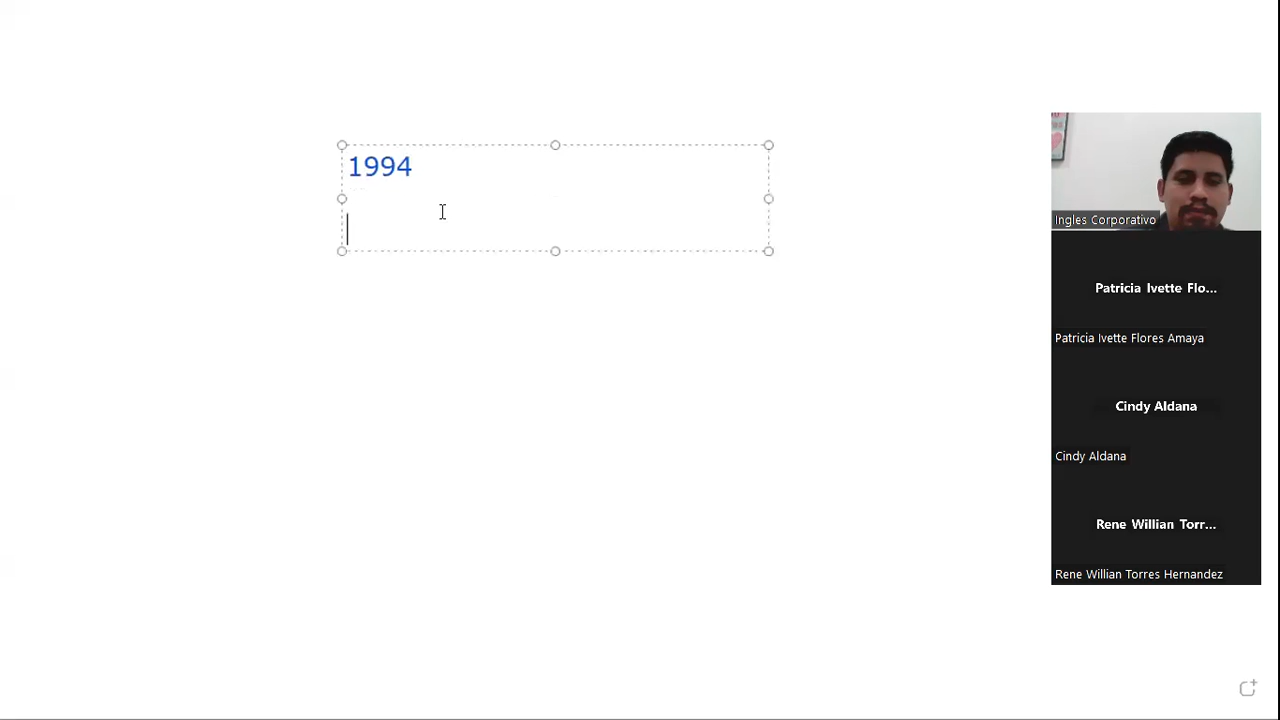 1994
Ingles Corporativo
Patricia Ivette Flo...
Patricia Ivette Flores Amaya
Cindy Aldana
Cindy Aldana
Rene Willian Torr...
Rene Willian Torres Hernandez